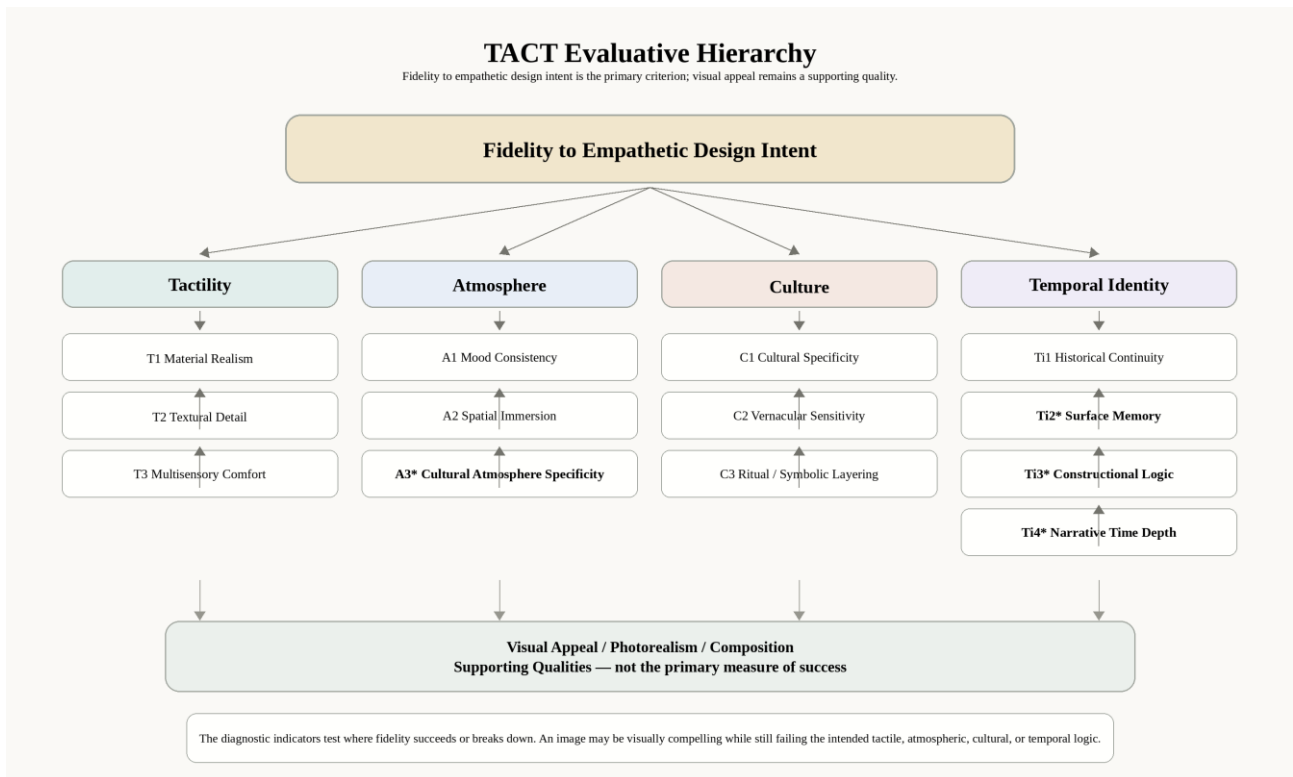 TACT Evaluative Hierarchy
Fidelity to empathetic design intent is the primary criterion; visual appeal remains a supporting quality.
Fidelity to Empathetic Design Intent
Tactility
Atmosphere
Culture
Temporal Identity
T1 Material Realism
A1 Mood Consistency
C1 Cultural Specificity
Ti1 Historical Continuity
T2 Textural Detail
A2 Spatial Immersion
C2 Vernacular Sensitivity
Ti2* Surface Memory
T3 Multisensory Comfort
A3* Cultural Atmosphere Specificity
C3 Ritual / Symbolic Layering
Ti3* Constructional Logic
Ti4* Narrative Time Depth
Visual Appeal / Photorealism / Composition
Supporting Qualities — not the primary measure of success
The diagnostic indicators test where fidelity succeeds or breaks down. An image may be visually compelling while still failing the intended tactile, atmospheric, cultural, or temporal logic.